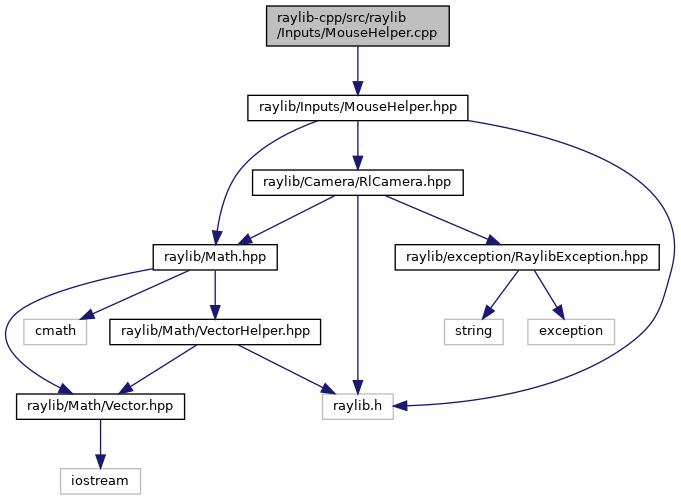 raylib-cpp/src/raylib
/Inputs/MouseHelper.cpp
raylib/Inputs/MouseHelper.hpp
raylib/Camera/RlCamera.hpp
raylib/Math.hpp
raylib/exception/RaylibException.hpp
cmath
raylib/Math/VectorHelper.hpp
string
exception
raylib/Math/Vector.hpp
raylib.h
iostream